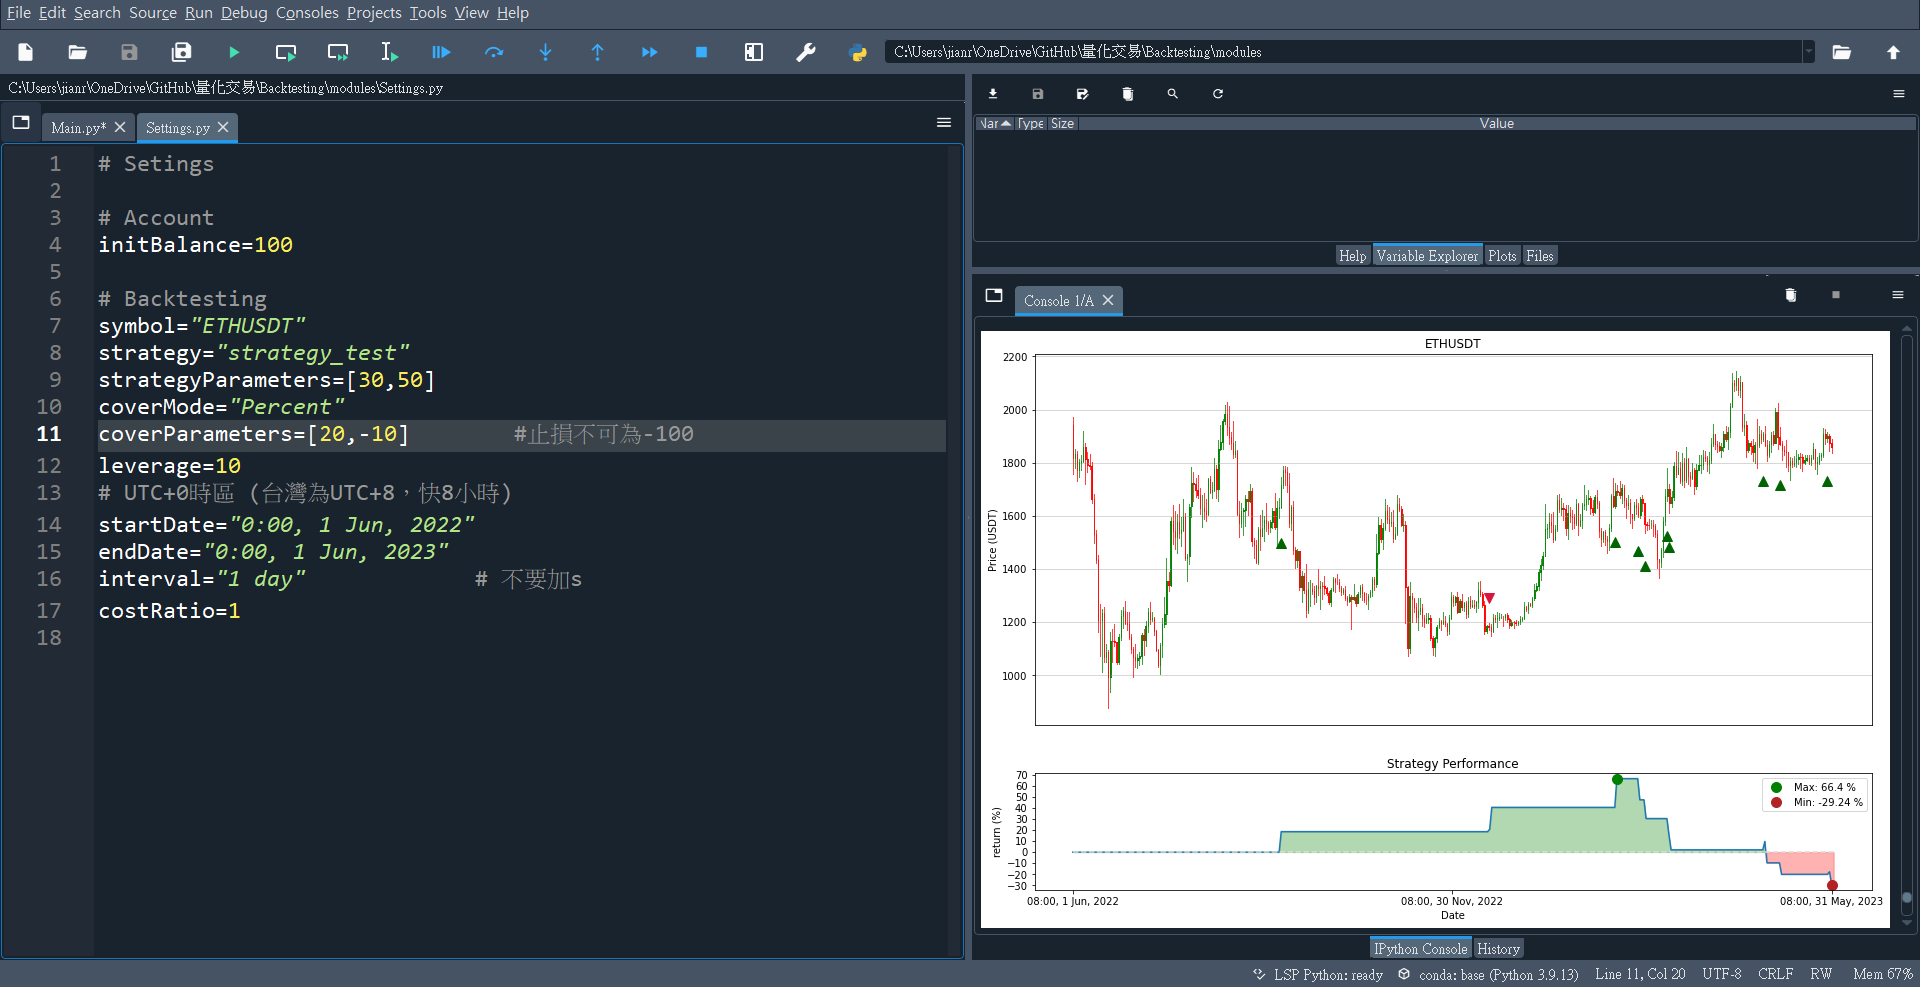 File Edit Search Source Run Debug Consoles Projects Tools View Help
C:\Users\jianr\OneDrive\GitHub\量化交易\Backtesting\modules
C:\Users\jianr\OneDrive\GitHub\量化交易\Backtesting\modules\Settings.py
Main.py*
Settings.py
1 # Setings
2
3 # Account
4 initBalance=100
5
6 # Backtesting
7 symbol="ETHUSDT"
8 strategy="strategy_test"
9 strategyParameters=[30,50]
10 coverMode="Percent"
11 coverParameters=[20,-10] #止損不可為-100
12 leverage=10
13 # UTC+0時區 (台灣為UTC+8，快8小時)
14 startDate="0:00, 1 Jun, 2022"
15 endDate="0:00, 1 Jun, 2023"
16 interval="1 day" # 不要加s
17 costRatio=1
18
Nar Type Size Value
Help Variable Explorer Plots Files
Console 1/A
ETHUSDT
2200
2000
1800
1600
1400
1200
1000
Price (USDT)
Strategy Performance
70
60
50
40
30
20
10
0
−10
−20
−30
return (%)
Max: 66.4 %
Min: -29.24 %
08:00, 1 Jun, 2022 08:00, 30 Nov, 2022 08:00, 31 May, 2023
Date
IPython Console History
LSP Python: ready conda: base (Python 3.9.13) Line 11, Col 20 UTF-8 CRLF RW Mem 67%